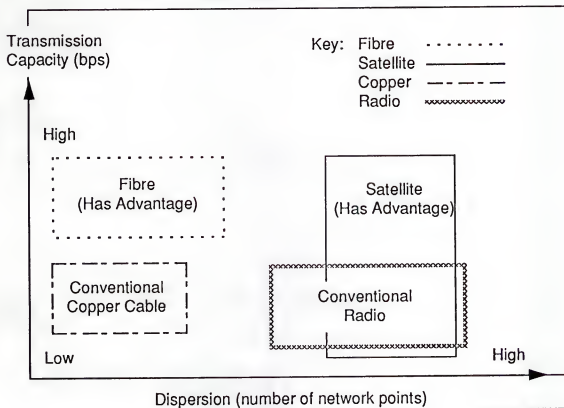 Transmission
Capacity (bps)
Key: Fibre
Satellite
Copper
Radio
High
Fibre
(Has Advantage)
Satellite
(Has Advantage)
Conventional
Copper Cable
Conventional
Radio
Low
High
Dispersion (number of network points)